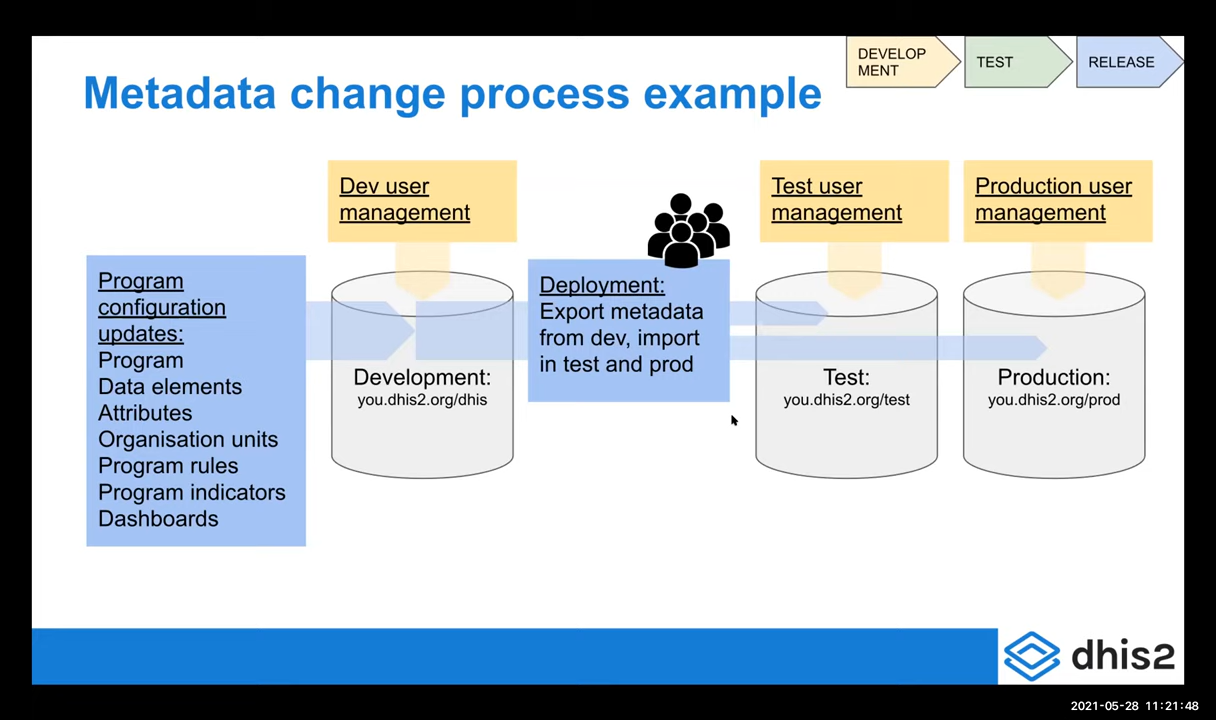 DEVELOP
MENT
TEST
RELEASE
Metadata change process example
Dev user
management
Test user
management
Production user
management
Program
configuration
updates:
Program
Data elements
Attributes
Organisation units
Program rules
Program indicators
Dashboards
Development:
you.dhis2.org/dhis
Deployment:
Export metadata
from dev, import
in test and prod
Test:
you.dhis2.org/test
Production:
you.dhis2.org/prod
dhis2
2021-05-28 11:21:48